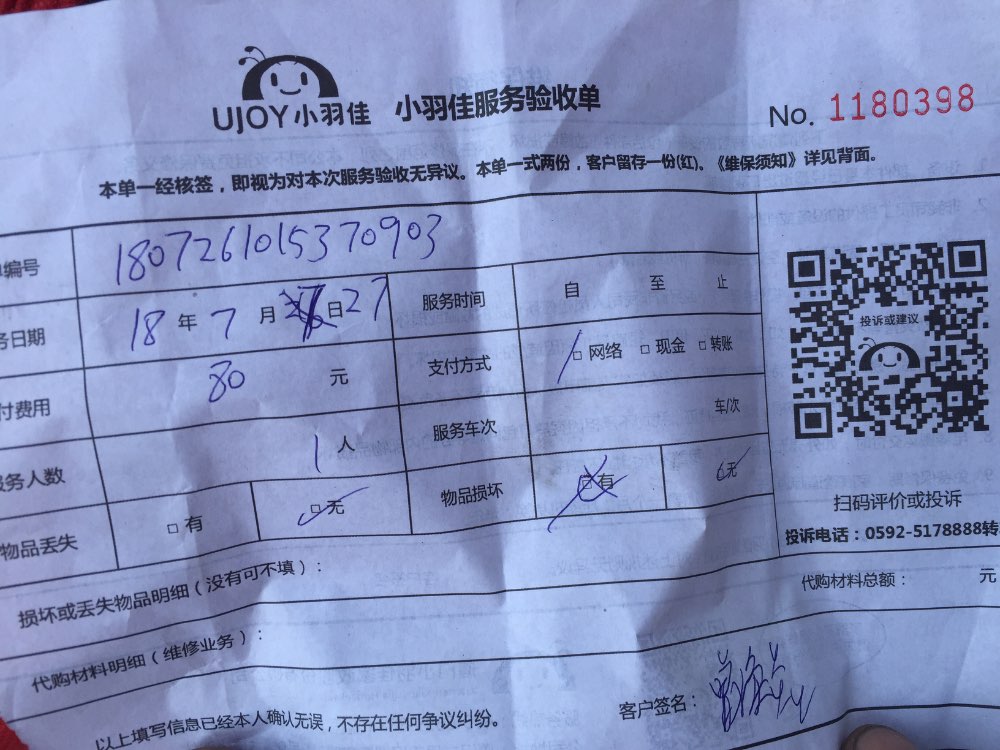 UJOY小羽佳 小羽佳服务验收单
No. 1180398
本单一经核签，即视为对本次服务验收无异议。本单一式两份，客户留存一份(红)。《维保须知》详见背面。
编号 180726101537090​3
务日期 18 年 7 月 日 27 服务时间 自 至 止
付费用 80 元 支付方式 □ 网络 □ 现金 □ 转账
服务人数 1 人 服务车次 车/次
物品丢失 □ 有 □ 无 物品损坏 □ 有 无
投诉或建议
扫码评价或投诉
投诉电话：0592-5178888转
损坏或丢失物品明细（没有可不填）：
代购材料总额： 元
代购材料明细（维修业务）：
以上填写信息已经本人确认无误，不存在任何争议纠纷。
客户签名：